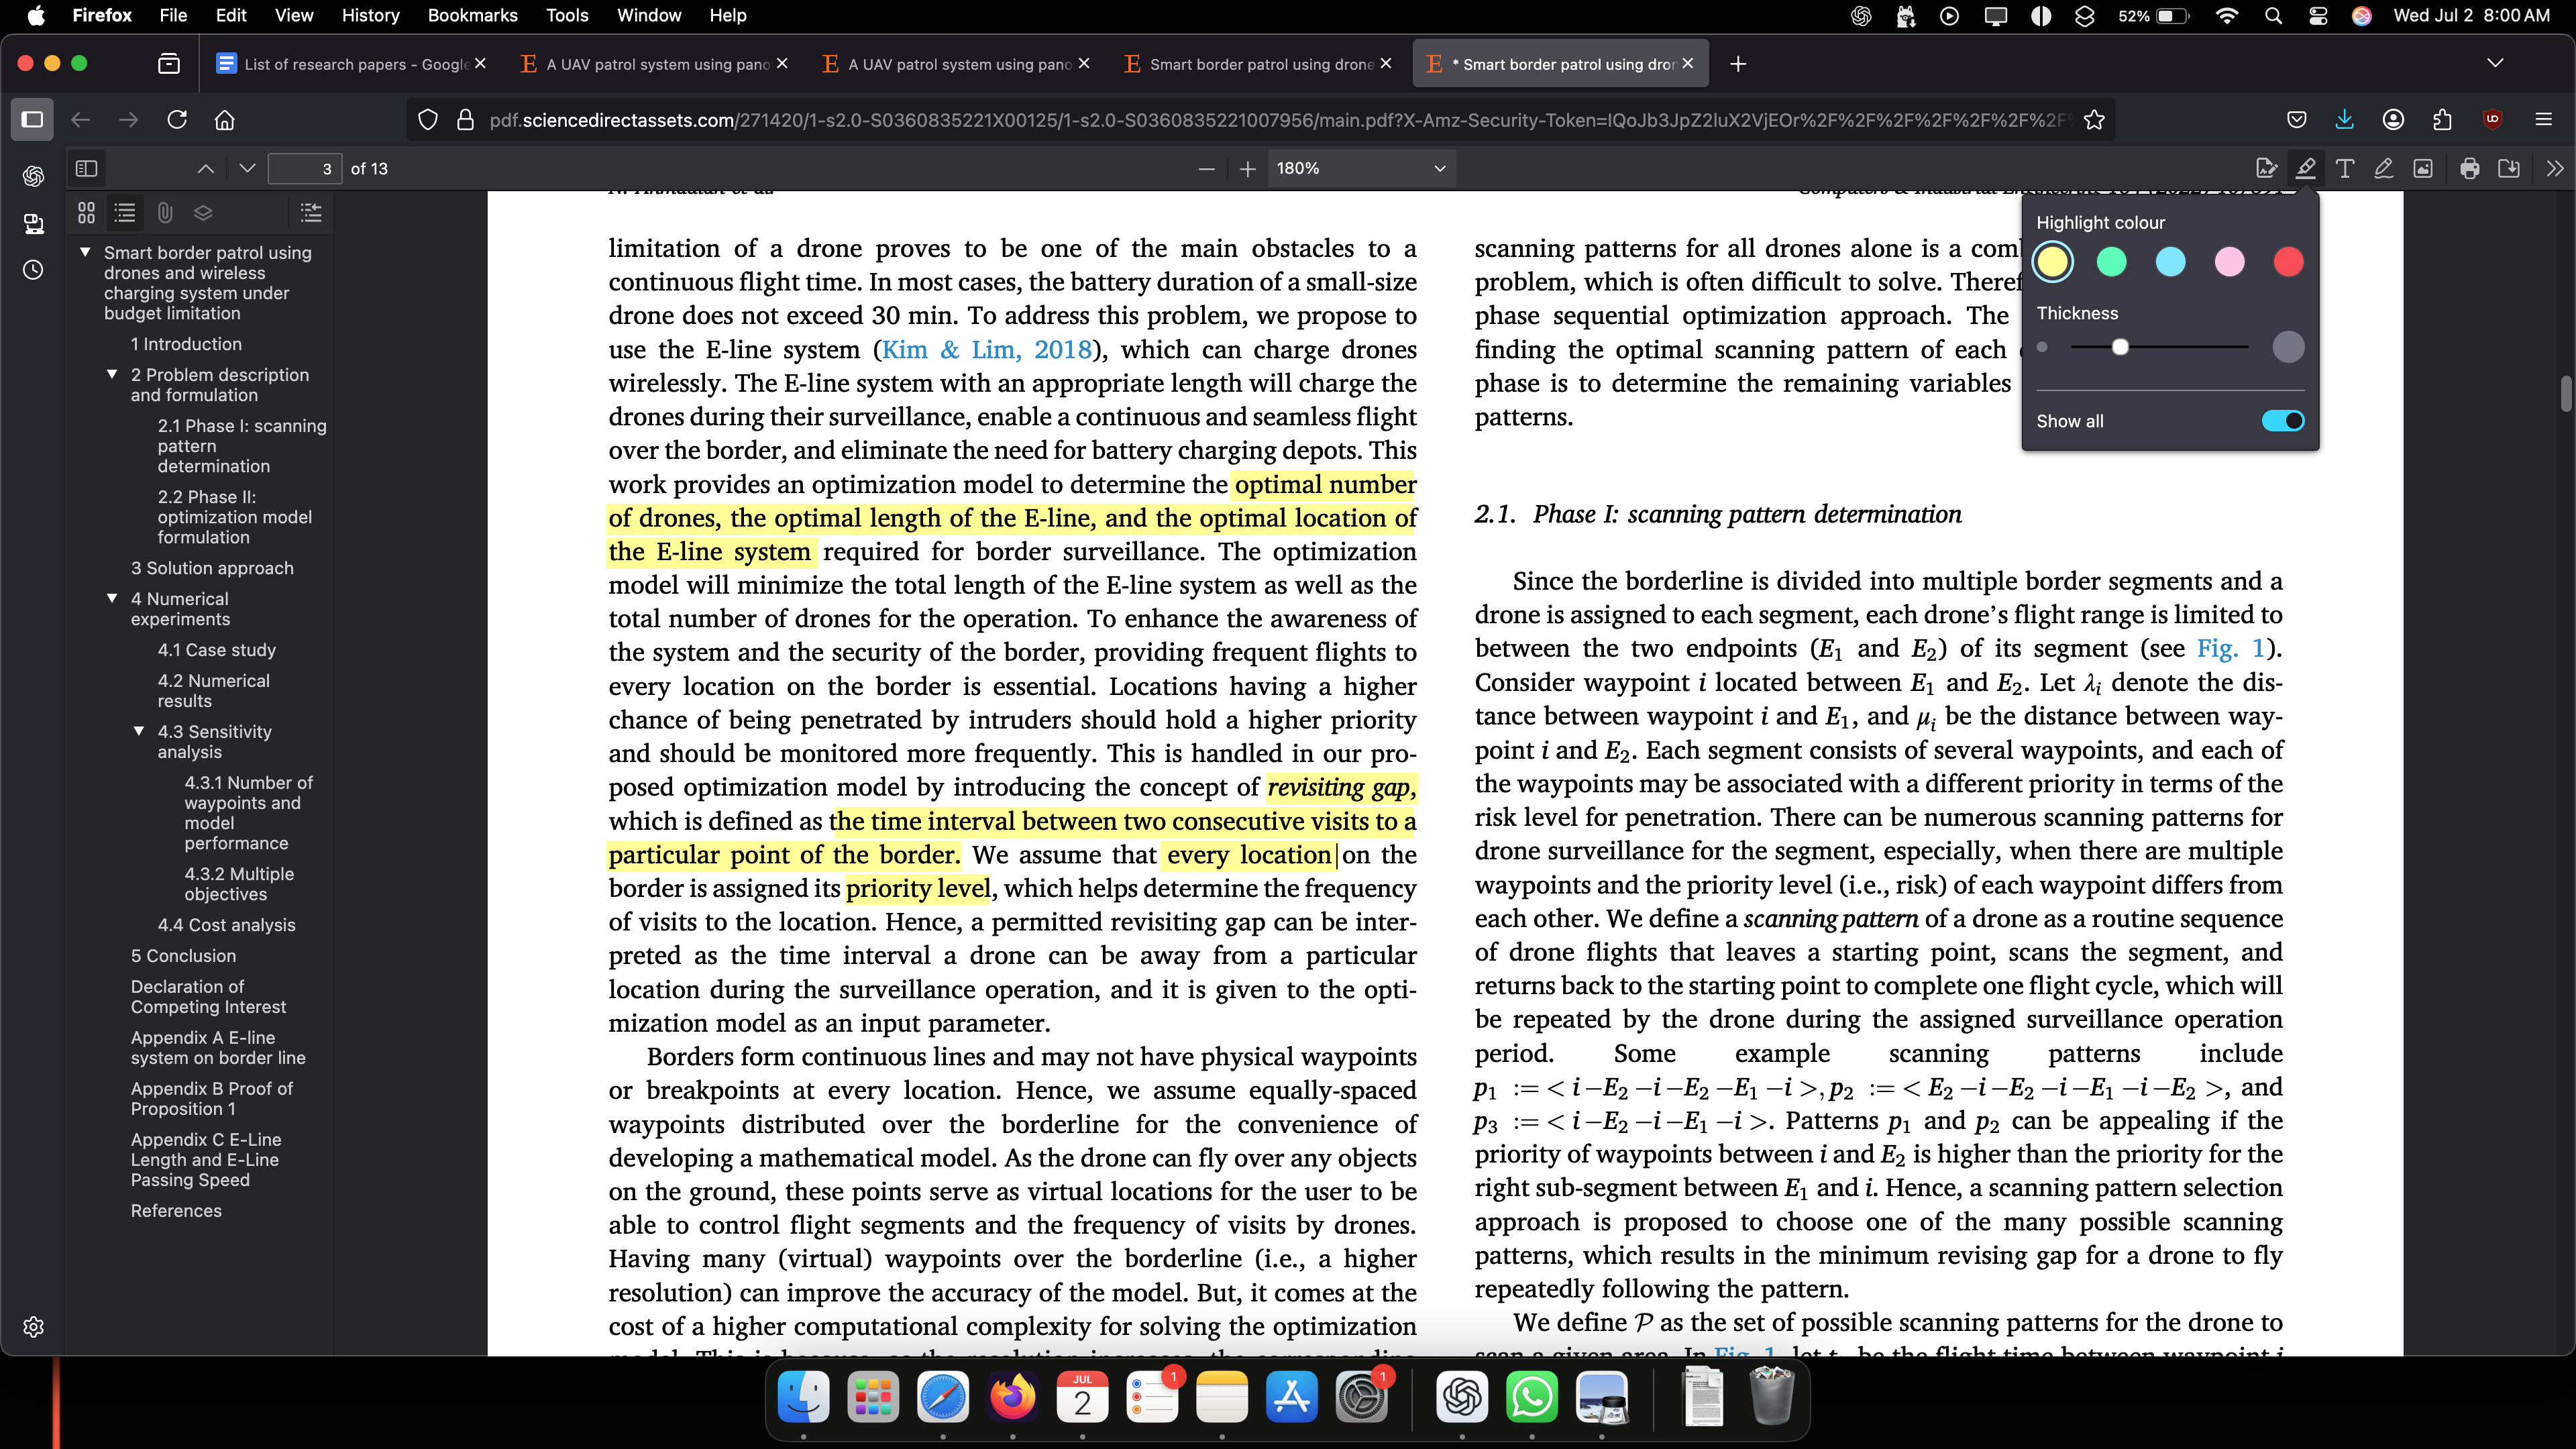 Firefox File Edit View History Bookmarks Tools Window Help
52%
Wed Jul 2 8:00 AM
List of research papers - Google
A UAV patrol system using pano
A UAV patrol system using pano
Smart border patrol using drone
* Smart border patrol using dror
pdf.sciencedirectassets.com/271420/1-s2.0-S0360835221X00125/1-s2.0-S0360835221007956/main.pdf?X-Amz-Security-Token=IQoJb3JpZ2luX2VjEOr%2F%2F%2F%2F%2F%2F%2F%2F
3 of 13
180%
Smart border patrol using
drones and wireless
charging system under
budget limitation
1 Introduction
2 Problem description
and formulation
2.1 Phase I: scanning
pattern
determination
2.2 Phase II:
optimization model
formulation
3 Solution approach
4 Numerical
experiments
4.1 Case study
4.2 Numerical
results
4.3 Sensitivity
analysis
4.3.1 Number of
waypoints and
model
performance
4.3.2 Multiple
objectives
4.4 Cost analysis
5 Conclusion
Declaration of
Competing Interest
Appendix A E-line
system on border line
Appendix B Proof of
Proposition 1
Appendix C E-Line
Length and E-Line
Passing Speed
References
limitation of a drone proves to be one of the main obstacles to a
continuous flight time. In most cases, the battery duration of a small-size
drone does not exceed 30 min. To address this problem, we propose to
use the E-line system (Kim & Lim, 2018), which can charge drones
wirelessly. The E-line system with an appropriate length will charge the
drones during their surveillance, enable a continuous and seamless flight
over the border, and eliminate the need for battery charging depots. This
work provides an optimization model to determine the optimal number
of drones, the optimal length of the E-line, and the optimal location of
the E-line system required for border surveillance. The optimization
model will minimize the total length of the E-line system as well as the
total number of drones for the operation. To enhance the awareness of
the system and the security of the border, providing frequent flights to
every location on the border is essential. Locations having a higher
chance of being penetrated by intruders should hold a higher priority
and should be monitored more frequently. This is handled in our pro-
posed optimization model by introducing the concept of revisiting gap,
which is defined as the time interval between two consecutive visits to a
particular point of the border. We assume that every location on the
border is assigned its priority level, which helps determine the frequency
of visits to the location. Hence, a permitted revisiting gap can be inter-
preted as the time interval a drone can be away from a particular
location during the surveillance operation, and it is given to the opti-
mization model as an input parameter.
Borders form continuous lines and may not have physical waypoints
or breakpoints at every location. Hence, we assume equally-spaced
waypoints distributed over the borderline for the convenience of
developing a mathematical model. As the drone can fly over any objects
on the ground, these points serve as virtual locations for the user to be
able to control flight segments and the frequency of visits by drones.
Having many (virtual) waypoints over the borderline (i.e., a higher
resolution) can improve the accuracy of the model. But, it comes at the
cost of a higher computational complexity for solving the optimization
scanning patterns for all drones alone is a com
problem, which is often difficult to solve. Theref
phase sequential optimization approach. The
finding the optimal scanning pattern of each
phase is to determine the remaining variables
patterns.
2.1. Phase I: scanning pattern determination
Since the borderline is divided into multiple border segments and a
drone is assigned to each segment, each drone's flight range is limited to
between the two endpoints (E₁ and E₂) of its segment (see Fig. 1).
Consider waypoint i located between E₁ and E₂. Let λᵢ denote the dis-
tance between waypoint i and E₁, and μᵢ be the distance between way-
point i and E₂. Each segment consists of several waypoints, and each of
the waypoints may be associated with a different priority in terms of the
risk level for penetration. There can be numerous scanning patterns for
drone surveillance for the segment, especially, when there are multiple
waypoints and the priority level (i.e., risk) of each waypoint differs from
each other. We define a scanning pattern of a drone as a routine sequence
of drone flights that leaves a starting point, scans the segment, and
returns back to the starting point to complete one flight cycle, which will
be repeated by the drone during the assigned surveillance operation
period. Some example scanning patterns include
p₁ := < i−E₂−i−E₂−E₁−i >, p₂ := < E₂−i−E₂−i−E₁−i−E₂ >, and
p₃ := < i−E₂−i−E₁−i >. Patterns p₁ and p₂ can be appealing if the
priority of waypoints between i and E₂ is higher than the priority for the
right sub-segment between E₁ and i. Hence, a scanning pattern selection
approach is proposed to choose one of the many possible scanning
patterns, which results in the minimum revising gap for a drone to fly
repeatedly following the pattern.
We define 𝒫 as the set of possible scanning patterns for the drone to
Highlight colour
Thickness
Show all
JUL
2
1
1